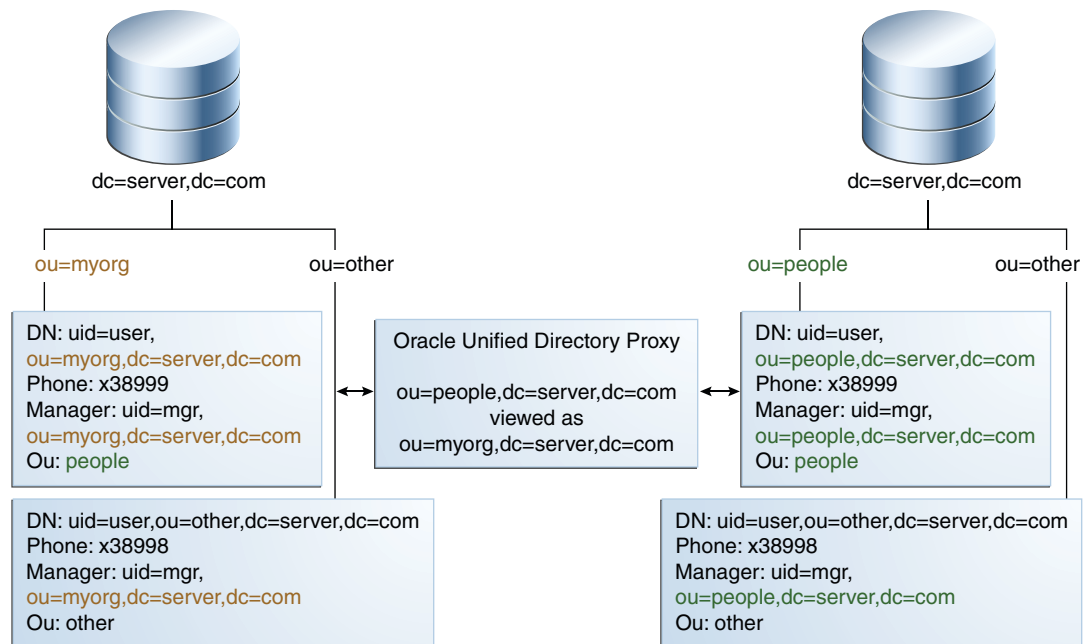 dc=server,dc=com
ou=myorg
ou=other
DN: uid=user,
ou=myorg,dc=server,dc=com
Phone: x38999
Manager: uid=mgr,
ou=myorg,dc=server,dc=com
Ou: people
DN: uid=user,ou=other,dc=server,dc=com
Phone: x38998
Manager: uid=mgr,
ou=myorg,dc=server,dc=com
Ou: other
Oracle Unified Directory Proxy
ou=people,dc=server,dc=com
viewed as
ou=myorg,dc=server,dc=com
dc=server,dc=com
ou=people
ou=other
DN: uid=user,
ou=people,dc=server,dc=com
Phone: x38999
Manager: uid=mgr,
ou=people,dc=server,dc=com
Ou: people
DN: uid=user,ou=other,dc=server,dc=com
Phone: x38998
Manager: uid=mgr,
ou=people,dc=server,dc=com
Ou: other